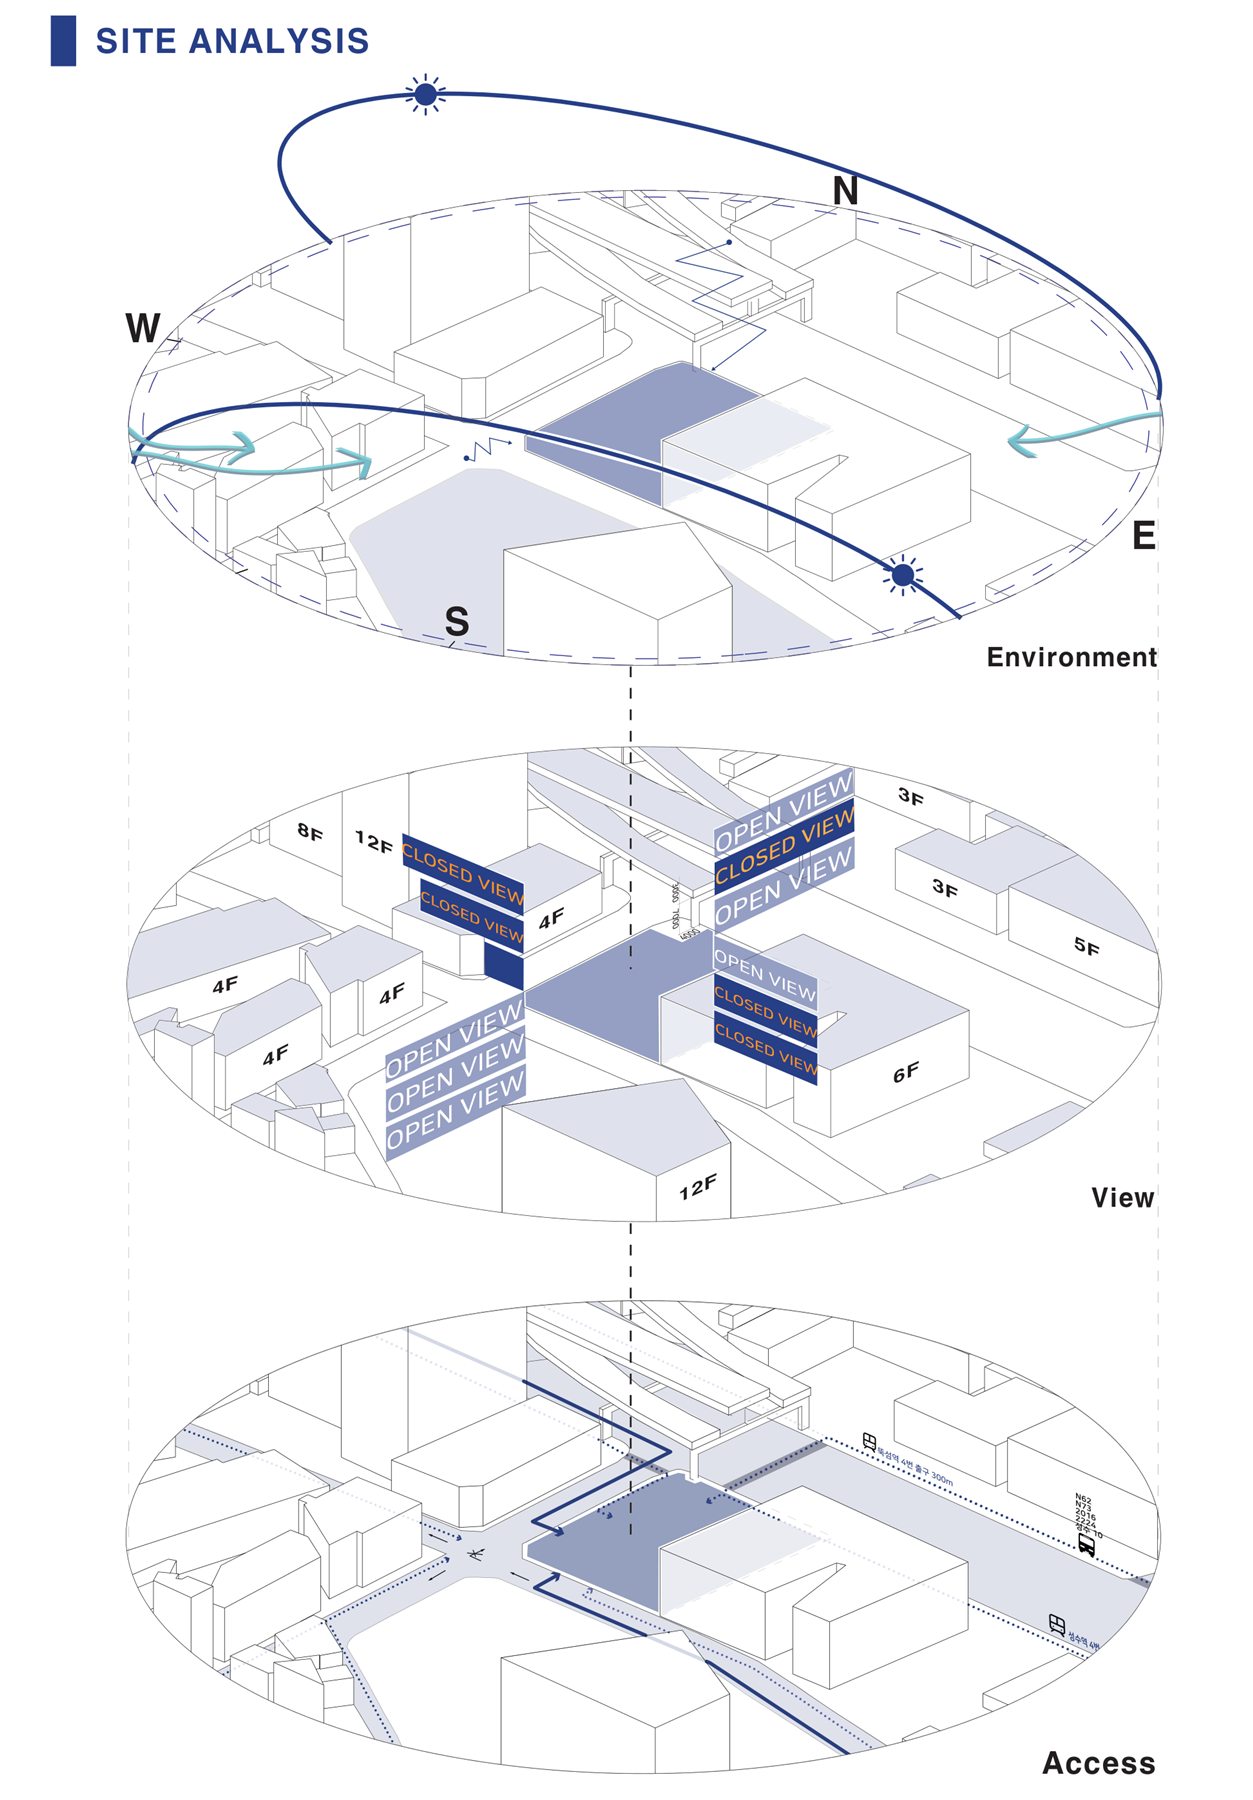 SITE ANALYSIS
N
W
E
S
Environment
OPEN VIEW
CLOSED VIEW
OPEN VIEW
3F
8F
12F
CLOSED VIEW
CLOSED VIEW
4F
3F
5F
4000
OPEN VIEW
CLOSED VIEW
CLOSED VIEW
4F
4F
4F
OPEN VIEW
OPEN VIEW
OPEN VIEW
6F
12F
View
뚝섬역 4번 출구 300m
N62
N73
2016
2224
성수 10
성수역 4번
Access